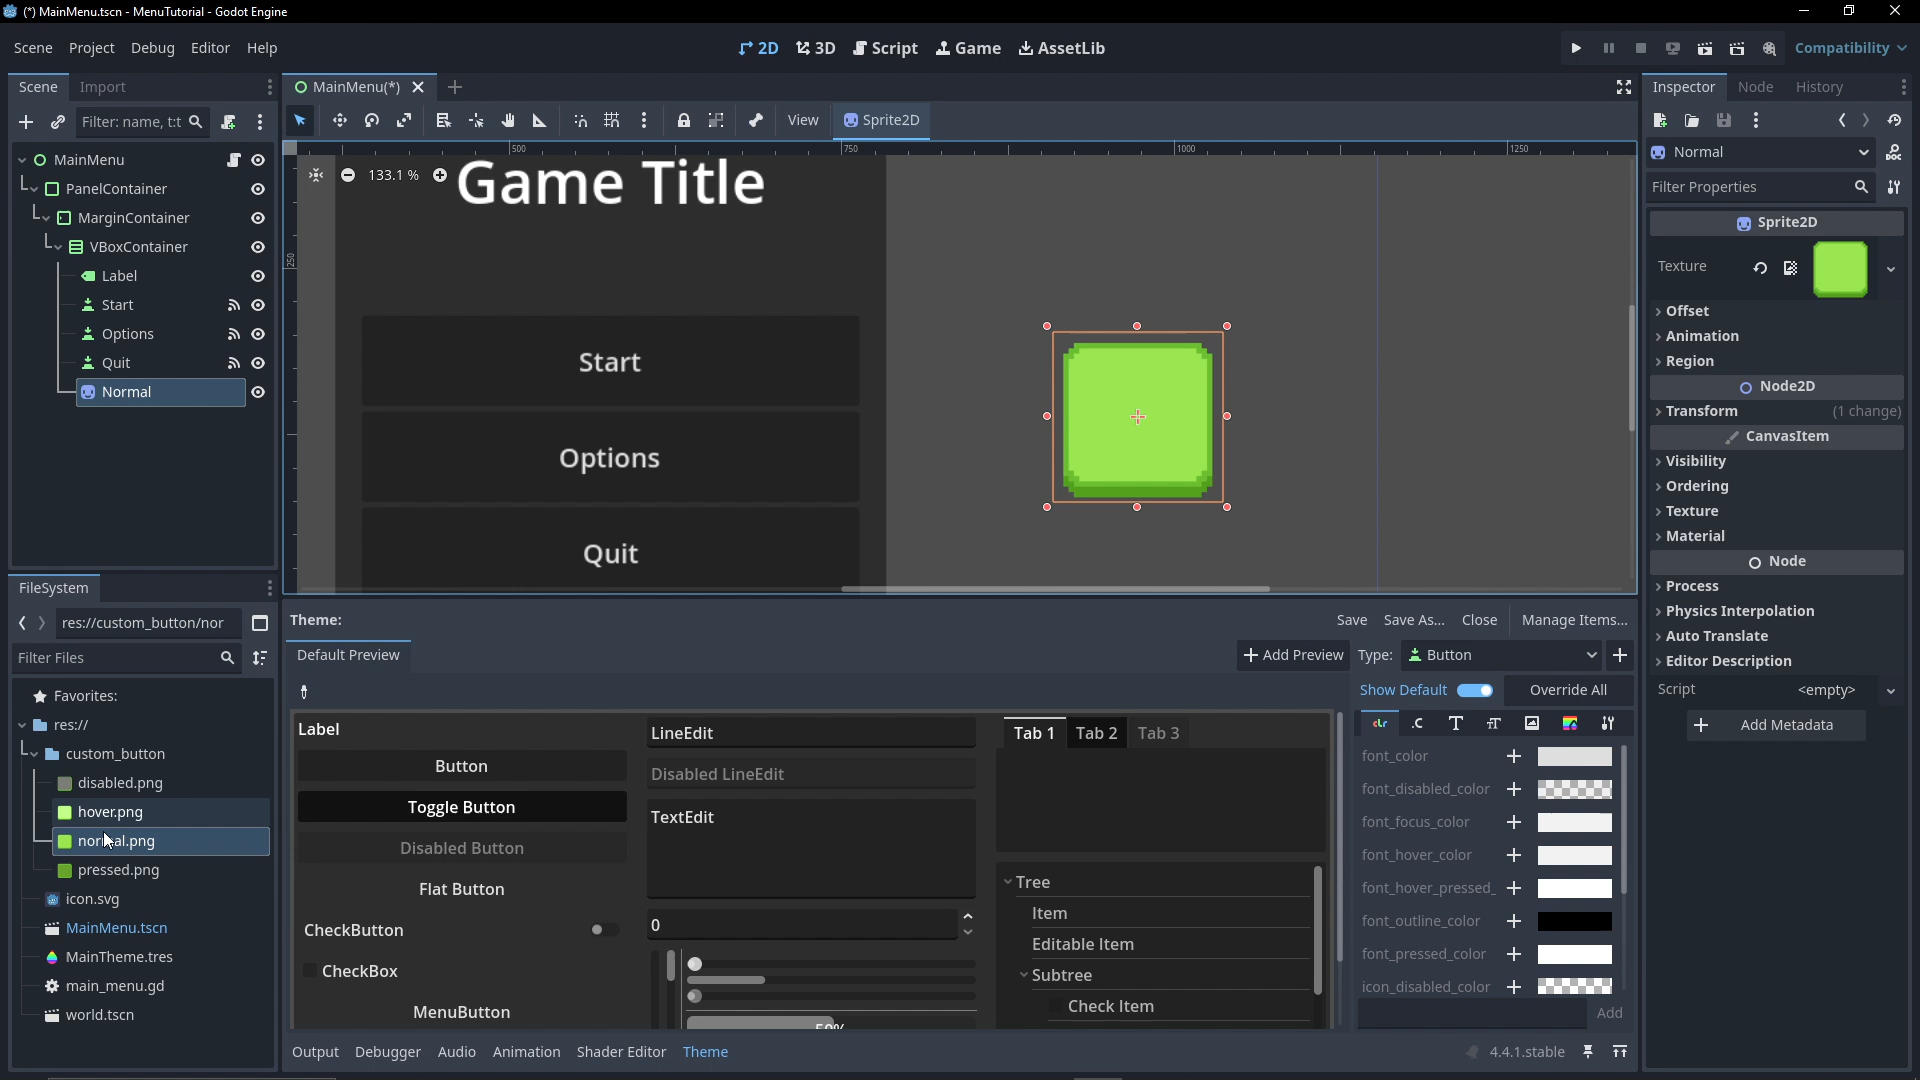 (*) MainMenu.tscn - MenuTutorial - Godot Engine
Scene Project Debug Editor Help
2D 3D Script Game AssetLib
Compatibility
Scene Import
Filter: name, t:t
MainMenu
PanelContainer
MarginContainer
VBoxContainer
Label
Start
Options
Quit
Normal
FileSystem
res://custom_button/nor
Filter Files
Favorites:
res://
custom_button
disabled.png
hover.png
normal.png
pressed.png
icon.svg
MainMenu.tscn
MainTheme.tres
main_menu.gd
world.tscn
MainMenu(*)
View Sprite2D
500 750 1000 1250
250
133.1 %
Game Title
Start
Options
Quit
Theme:
Save Save As... Close Manage Items...
Default Preview
Add Preview Type: Button
Show Default Override All
Label
Button
Toggle Button
Disabled Button
Flat Button
CheckButton
CheckBox
MenuButton
LineEdit
Disabled LineEdit
TextEdit
0
50%
Tab 1 Tab 2 Tab 3
Tree
Item
Editable Item
Subtree
Check Item
font_color
font_disabled_color
font_focus_color
font_hover_color
font_hover_pressed_
font_outline_color
font_pressed_color
icon_disabled_color
Add
Output Debugger Audio Animation Shader Editor Theme
4.4.1.stable
Inspector Node History
Normal
Filter Properties
Sprite2D
Texture
Offset
Animation
Region
Node2D
Transform (1 change)
CanvasItem
Visibility
Ordering
Texture
Material
Node
Process
Physics Interpolation
Auto Translate
Editor Description
Script <empty>
Add Metadata